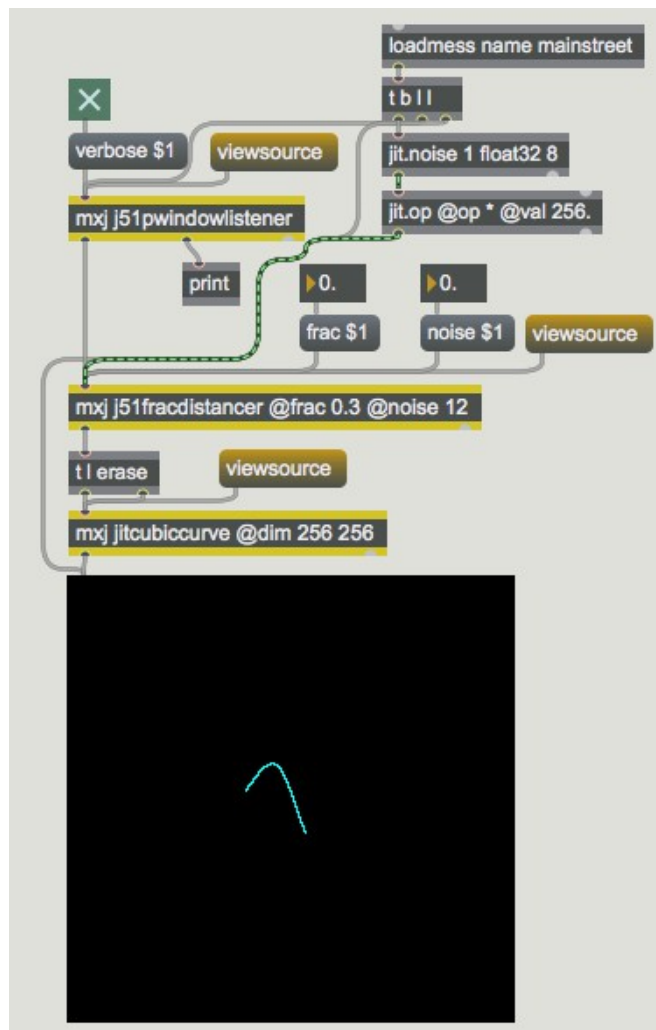 loadmess name mainstreet
t b l l
verbose $1
viewsource
jit.noise 1 float32 8
mxj j51pwindowlistener
jit.op @op * @val 256.
print
0.
0.
frac $1
noise $1
viewsource
mxj j51fracdistancer @frac 0.3 @noise 12
t l erase
viewsource
mxj jitcubiccurve @dim 256 256